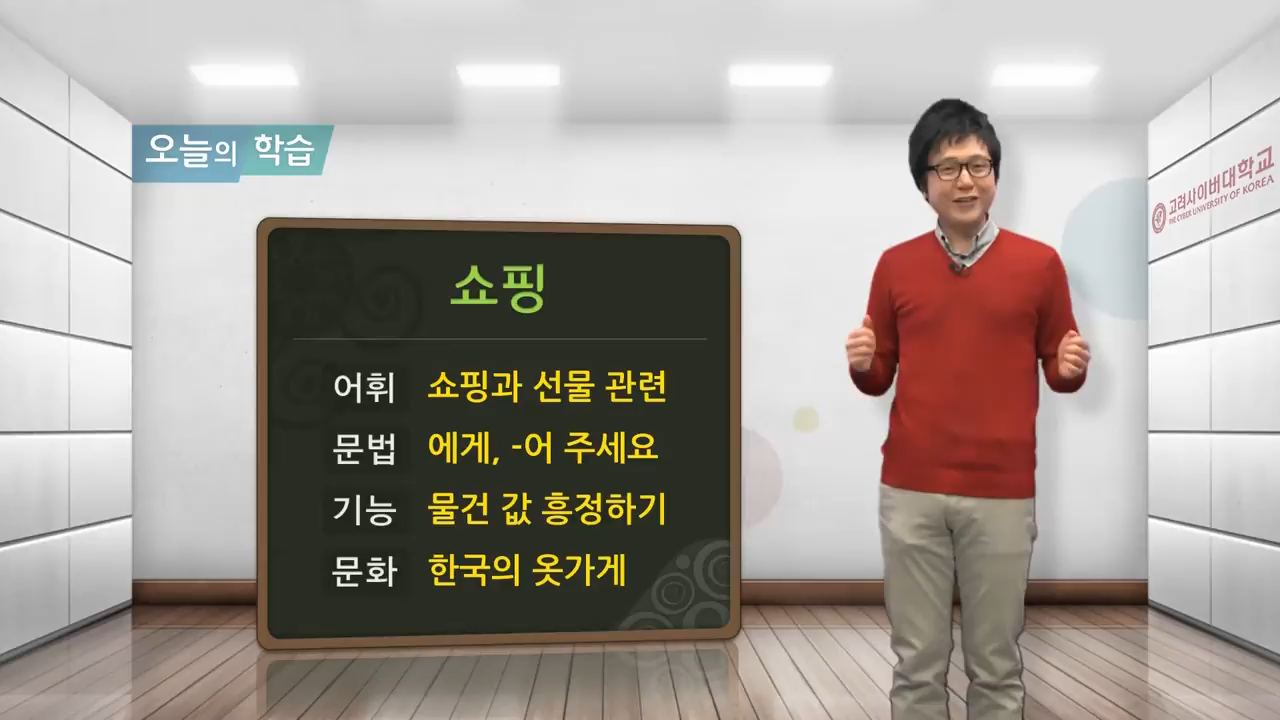 오늘의 학습
고려사이버대학교
THE CYBER UNIVERSITY OF KOREA
쇼핑
어휘 쇼핑과 선물 관련
문법 에게, -어 주세요
기능 물건 값 흥정하기
문화 한국의 옷가게